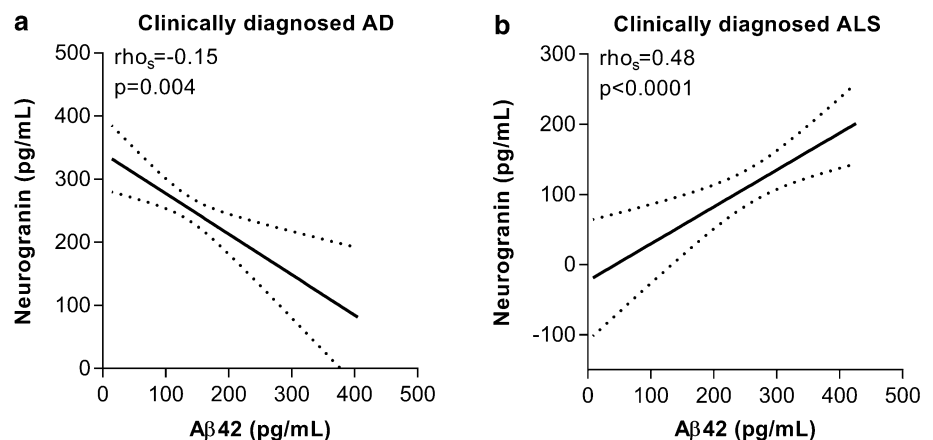 a Clinically diagnosed AD
rhos=-0.15
p=0.004
500
400
300
200
100
0
Neurogranin (pg/mL)
0 100 200 300 400 500
Aβ42 (pg/mL)
b Clinically diagnosed ALS
rhos=0.48
p<0.0001
300
200
100
0
-100
Neurogranin (pg/mL)
0 100 200 300 400 500
Aβ42 (pg/mL)